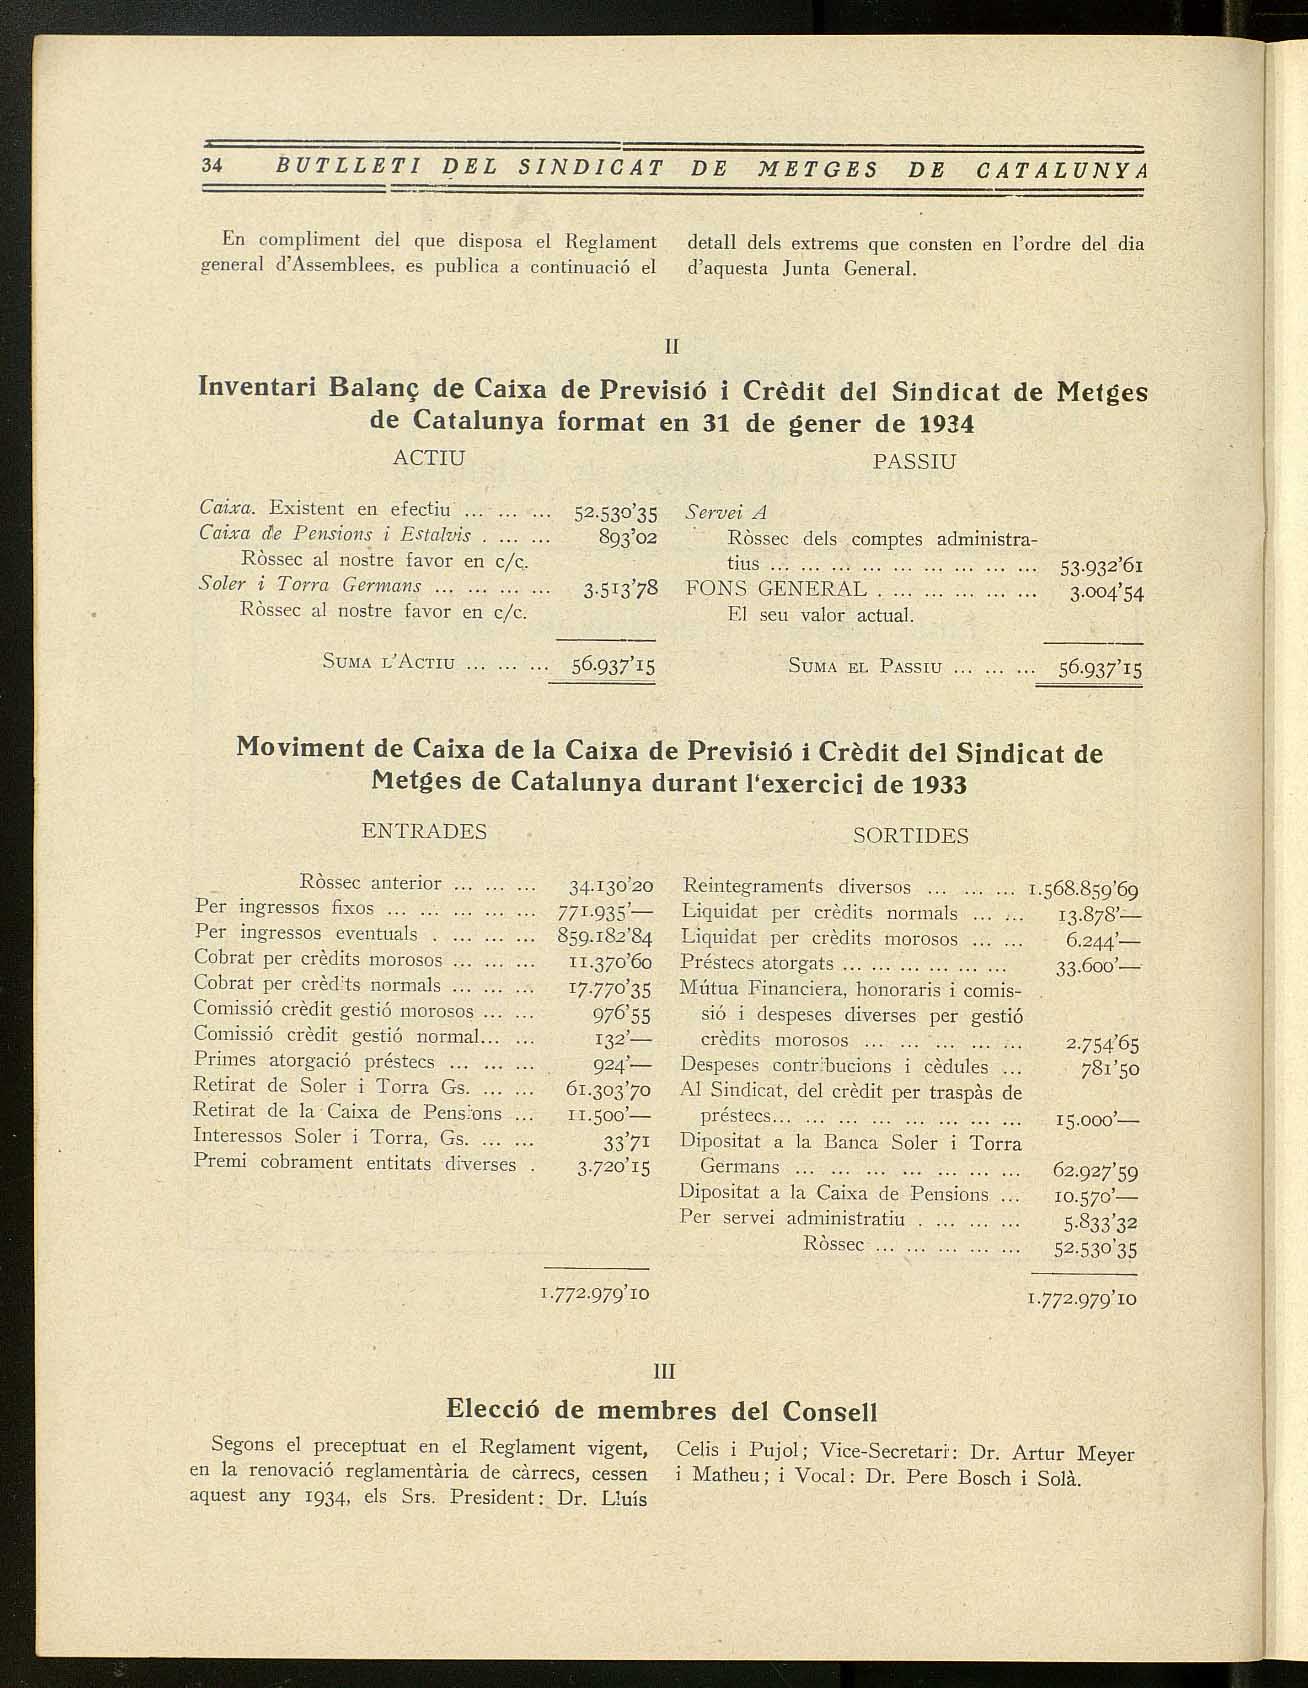 34 BUTLLETI DEL SINDICAT DE METGES DE CATALUNYA
En compliment del que disposa el Reglament
general d'Assemblees, es publica a continuació el
detall dels extrems que consten en l'ordre del dia
d'aquesta Junta General.
II
Inventari Balanç de Caixa de Previsió i Crèdit del Sindicat de Metges
de Catalunya format en 31 de gener de 1934
ACTIU
Caixa. Existent en efectiu ... ... ... 52.530'35
Caixa de Pensions i Estalvis . ... ... 893'02
Ròssec al nostre favor en c/c.
Soler i Torra Germans ... ... ... ... 3.513'78
Ròssec al nostre favor en c/c.
SUMA L'ACTIU ... ... ... 56.937'15
PASSIU
Servei A
Ròssec dels comptes administra-
tius ... ... ... ... ... ... ... ... ... 53.932'61
FONS GENERAL . ... ... ... ... ... 3.004'54
El seu valor actual.
SUMA EL PASSIU ... ... ... 56.937'15
Moviment de Caixa de la Caixa de Previsió i Crèdit del Sindicat de
Metges de Catalunya durant l'exercici de 1933
ENTRADES
Ròssec anterior ... ... ... 34.130'20
Per ingressos fixos ... ... ... ... ... 771.935'—
Per ingressos eventuals . ... ... ... 859.182'84
Cobrat per crèdits morosos ... ... ... 11.370'60
Cobrat per crèdits normals ... ... ... 17.770'35
Comissió crèdit gestió morosos ... ... 976'55
Comissió crèdit gestió normal... ... 132'—
Primes atorgació préstecs ... ... ... 924'—
Retirat de Soler i Torra Gs. ... ... 61.303'70
Retirat de la Caixa de Pensions ... 11.500'—
Interessos Soler i Torra, Gs. ... ... 33'71
Premi cobrament entitats diverses . 3.720'15
1.772.979'10
SORTIDES
Reintegraments diversos ... ... ... 1.568.859'69
Liquidat per crèdits normals ... ... 13.878'—
Liquidat per crèdits morosos ... ... 6.244'—
Préstecs atorgats ... ... ... ... ... ... 33.600'—
Mútua Financiera, honoraris i comis-
sió i despeses diverses per gestió
crèdits morosos ... ... ... ... ... 2.754'65
Despeses contribucions i cèdules ... 781'50
Al Sindicat, del crèdit per traspàs de
préstecs... ... ... ... ... ... ... ... 15.000'—
Dipositat a la Banca Soler i Torra
Germans ... ... ... ... ... ... ... 62.927'59
Dipositat a la Caixa de Pensions ... 10.570'—
Per servei administratiu . ... ... ... 5.833'32
Ròssec ... ... ... ... ... 52.530'35
1.772.979'10
III
Elecció de membres del Consell
Segons el preceptuat en el Reglament vigent,
en la renovació reglamentària de càrrecs, cessen
aquest any 1934, els Srs. President: Dr. Lluís
Celis i Pujol; Vice-Secretari: Dr. Artur Meyer
i Matheu; i Vocal: Dr. Pere Bosch i Solà.